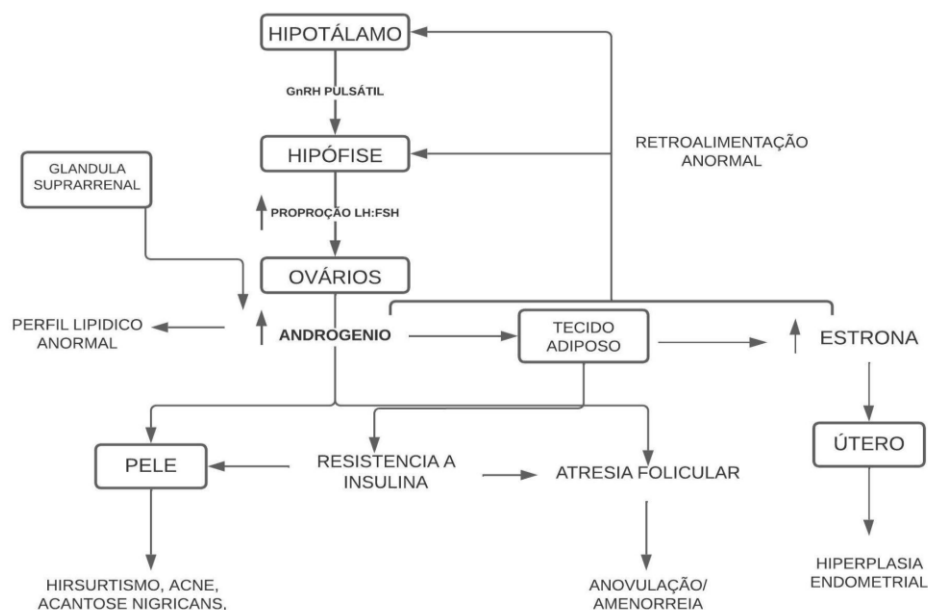 HIPOTÁLAMO
GnRH PULSÁTIL
HIPÓFISE
RETROALIMENTAÇÃO
ANORMAL
GLANDULA
SUPRARRENAL
PROPROÇÃO LH:FSH
OVÁRIOS
PERFIL LIPIDICO
ANORMAL
ANDROGENIO
TECIDO
ADIPOSO
ESTRONA
PELE
RESISTENCIA A
INSULINA
ATRESIA FOLICULAR
ÚTERO
HIRSURTISMO, ACNE,
ACANTOSE NIGRICANS,
ANOVULAÇÃO/
AMENORREIA
HIPERPLASIA
ENDOMETRIAL